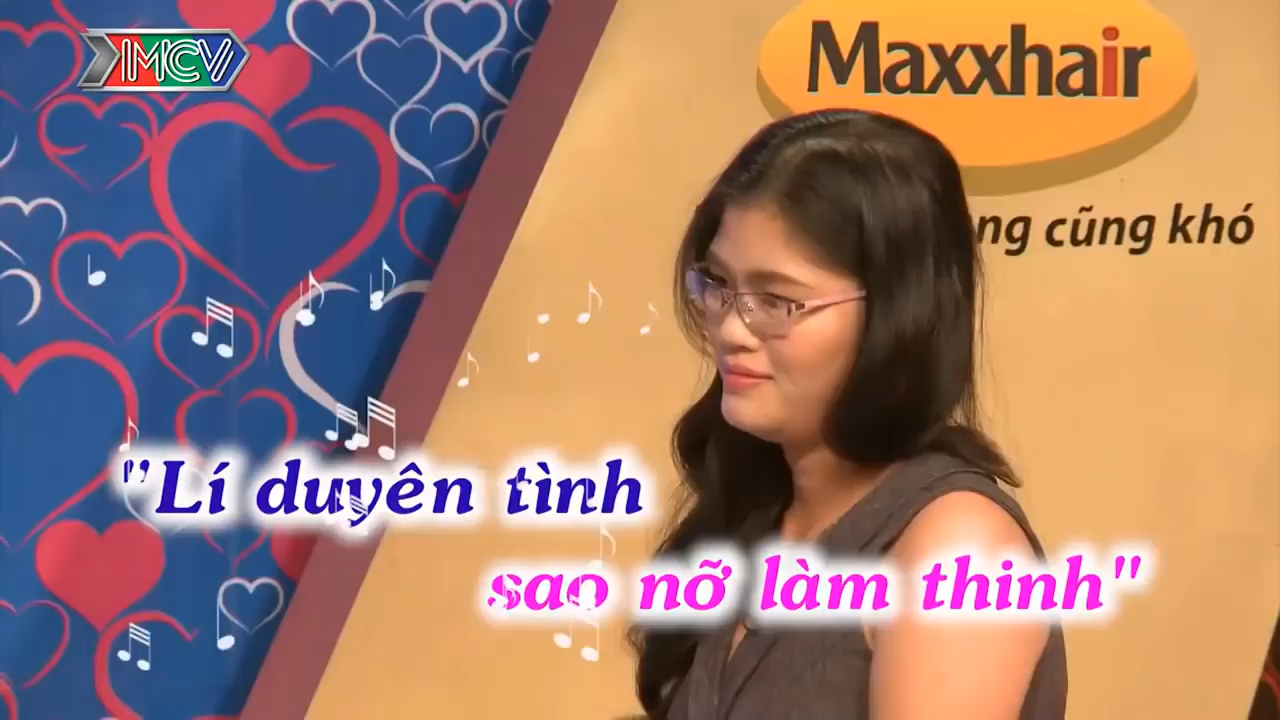 MCV
Maxxhair
ng cũng khó
"Lí duyên tình
sao nỡ làm thinh"